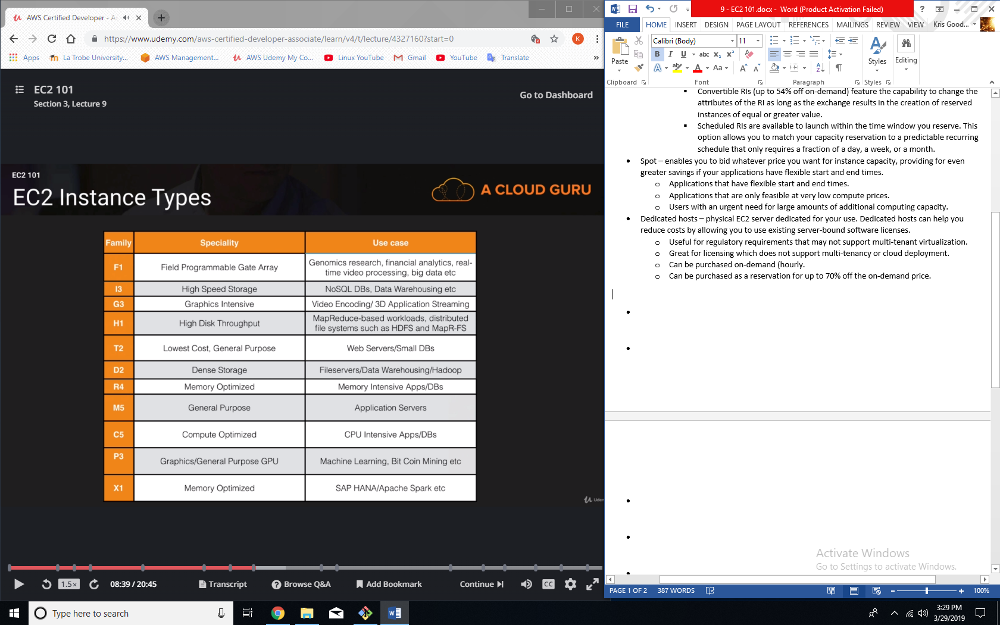 AWS Certified Developer - A
https://www.udemy.com/aws-certified-developer-associate/learn/v4/t/lecture/4327160?start=0
K
Apps
La Trobe University...
AWS Management...
AWS Udemy My Co...
Linux YouTube
Gmail
YouTube
Translate
»
EC2 101
Section 3, Lecture 9
Go to Dashboard
EC2 101
EC2 Instance Types
A CLOUD GURU
Family Speciality Use case
F1 Field Programmable Gate Array Genomics research, financial analytics, real-
time video processing, big data etc
I3 High Speed Storage NoSQL DBs, Data Warehousing etc
G3 Graphics Intensive Video Encoding/ 3D Application Streaming
H1 High Disk Throughput MapReduce-based workloads, distributed
file systems such as HDFS and MapR-FS
T2 Lowest Cost, General Purpose Web Servers/Small DBs
D2 Dense Storage Fileservers/Data Warehousing/Hadoop
R4 Memory Optimized Memory Intensive Apps/DBs
M5 General Purpose Application Servers
C5 Compute Optimized CPU Intensive Apps/DBs
P3 Graphics/General Purpose GPU Machine Learning, Bit Coin Mining etc
X1 Memory Optimized SAP HANA/Apache Spark etc
1.5x
08:39 / 20:45
Transcript
Browse Q&A
Add Bookmark
Continue
CC
9 - EC2 101.docx - Word (Product Activation Failed)
FILE HOME INSERT DESIGN PAGE LAYOUT REFERENCES MAILINGS REVIEW VIEW Kris Good...
Paste
Calibri (Body) 11
B I U abc x₂ x²
A A Aa A A
Styles
Editing
Clipboard Font Paragraph Styles
▪ Convertible RIs (up to 54% off on-demand) feature the capability to change the
attributes of the RI as long as the exchange results in the creation of reserved
instances of equal or greater value.
▪ Scheduled RIs are available to launch within the time window you reserve. This
option allows you to match your capacity reservation to a predictable recurring
schedule that only requires a fraction of a day, a week, or a month.
• Spot – enables you to bid whatever price you want for instance capacity, providing for even
greater savings if your applications have flexible start and end times.
o Applications that have flexible start and end times.
o Applications that are only feasible at very low compute prices.
o Users with an urgent need for large amounts of additional computing capacity.
• Dedicated hosts – physical EC2 server dedicated for your use. Dedicated hosts can help you
reduce costs by allowing you to use existing server-bound software licenses.
o Useful for regulatory requirements that may not support multi-tenant virtualization.
o Great for licensing which does not support multi-tenancy or cloud deployment.
o Can be purchased on-demand (hourly.
o Can be purchased as a reservation for up to 70% off the on-demand price.
Activate Windows
Go to Settings to activate Windows.
PAGE 1 OF 2 387 WORDS 100%
Type here to search
3:29 PM
3/29/2019